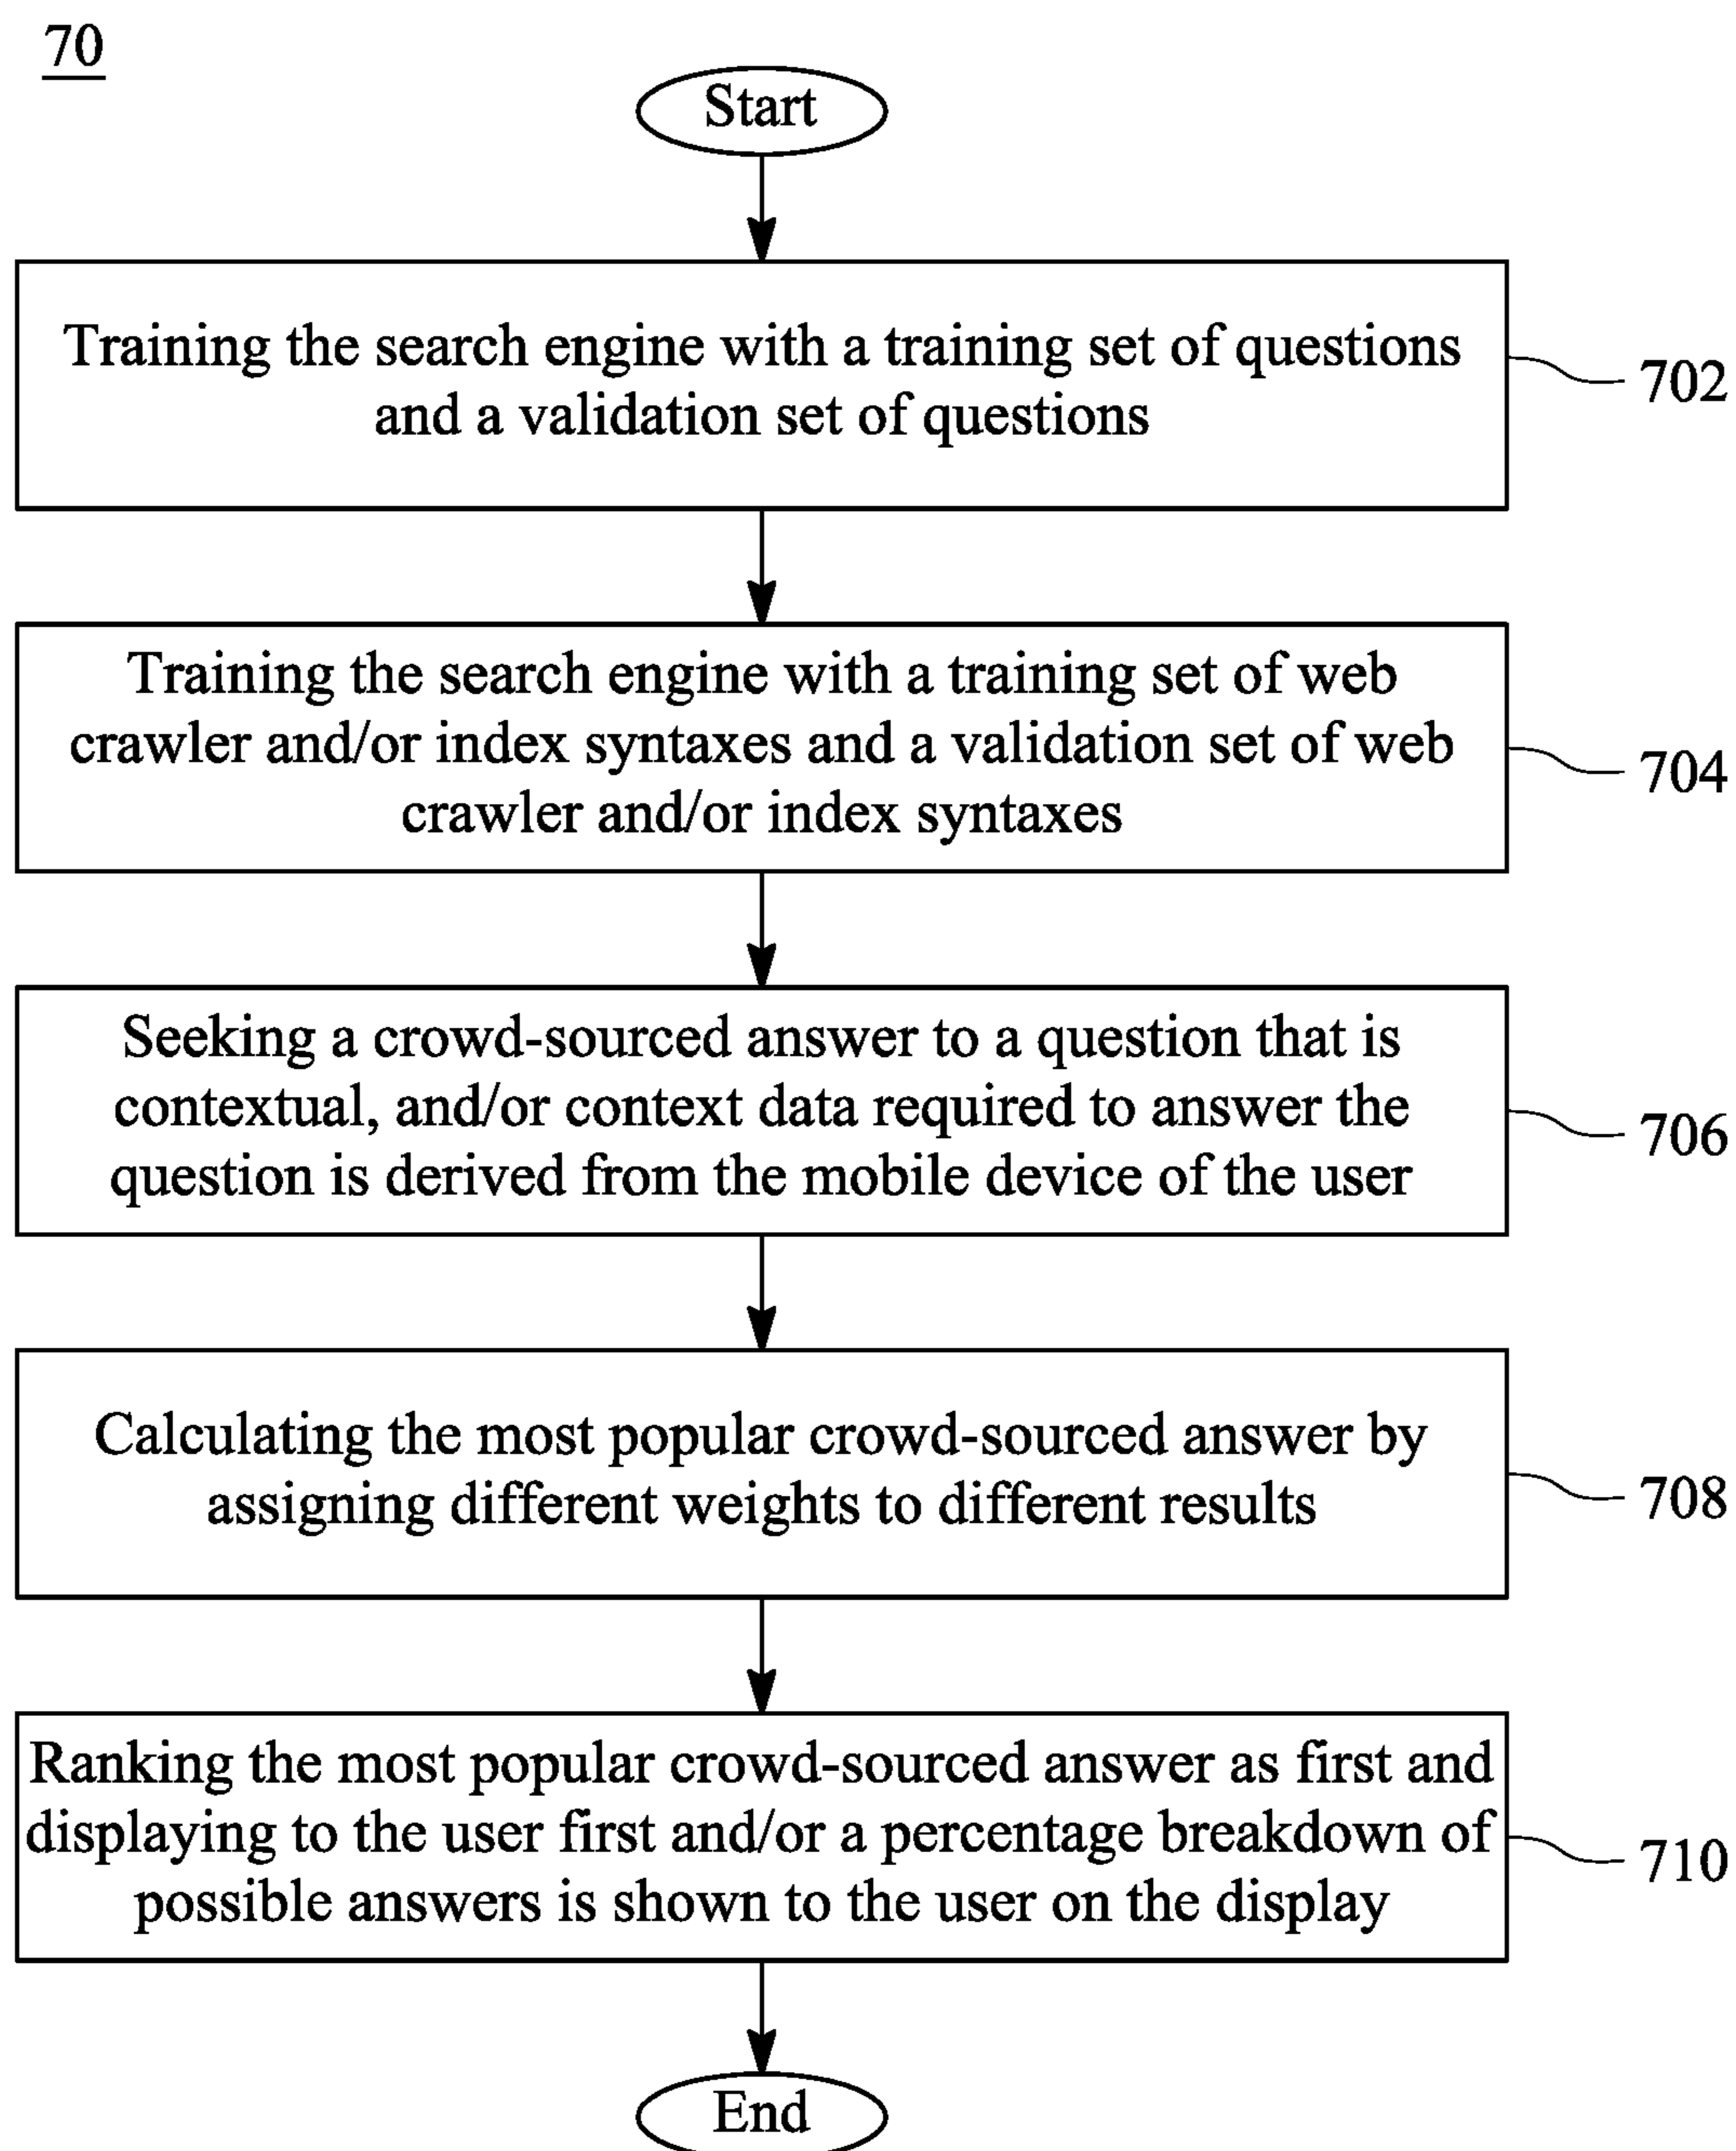 70
Start
Training the search engine with a training set of questions
and a validation set of questions
702
Training the search engine with a training set of web
crawler and/or index syntaxes and a validation set of web
crawler and/or index syntaxes
704
Seeking a crowd-sourced answer to a question that is
contextual, and/or context data required to answer the
question is derived from the mobile device of the user
706
Calculating the most popular crowd-sourced answer by
assigning different weights to different results
708
Ranking the most popular crowd-sourced answer as first and
displaying to the user first and/or a percentage breakdown of
possible answers is shown to the user on the display
710
End